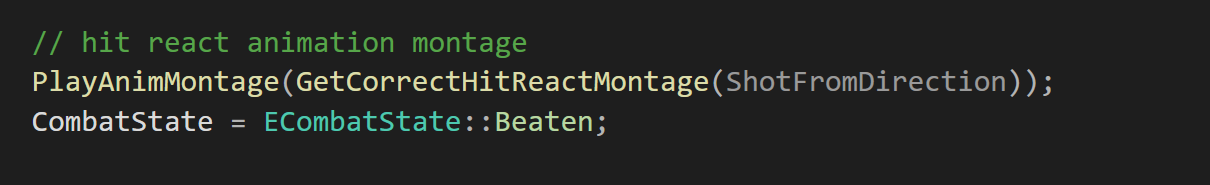 // hit react animation montage
PlayAnimMontage(GetCorrectHitReactMontage(ShotFromDirection));
CombatState = ECombatState::Beaten;